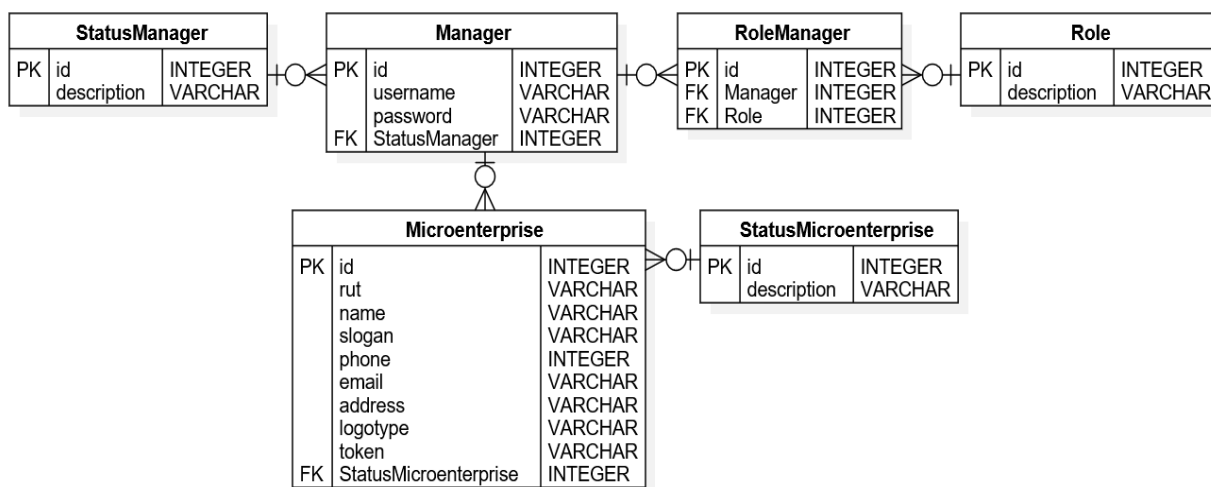 StatusManager
PK id INTEGER
description VARCHAR
Manager
PK id INTEGER
username VARCHAR
password VARCHAR
FK StatusManager INTEGER
RoleManager
PK id INTEGER
FK Manager INTEGER
FK Role INTEGER
Role
PK id INTEGER
description VARCHAR
Microenterprise
PK id INTEGER
rut VARCHAR
name VARCHAR
slogan VARCHAR
phone INTEGER
email VARCHAR
address VARCHAR
logotype VARCHAR
token VARCHAR
FK StatusMicroenterprise INTEGER
StatusMicroenterprise
PK id INTEGER
description VARCHAR